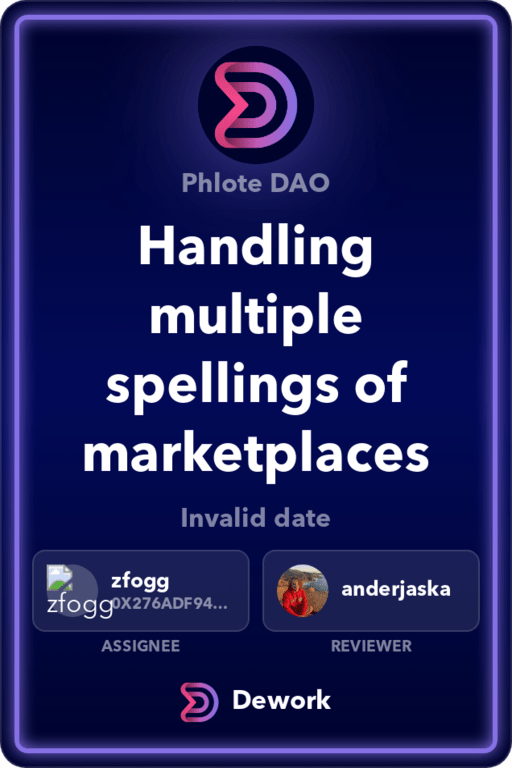 Phlote DAO
Handling
multiple
spellings of
marketplaces
Invalid date
zfogg
zfogg
0X276ADF94...
anderjaska
ASSIGNEE
REVIEWER
Dework